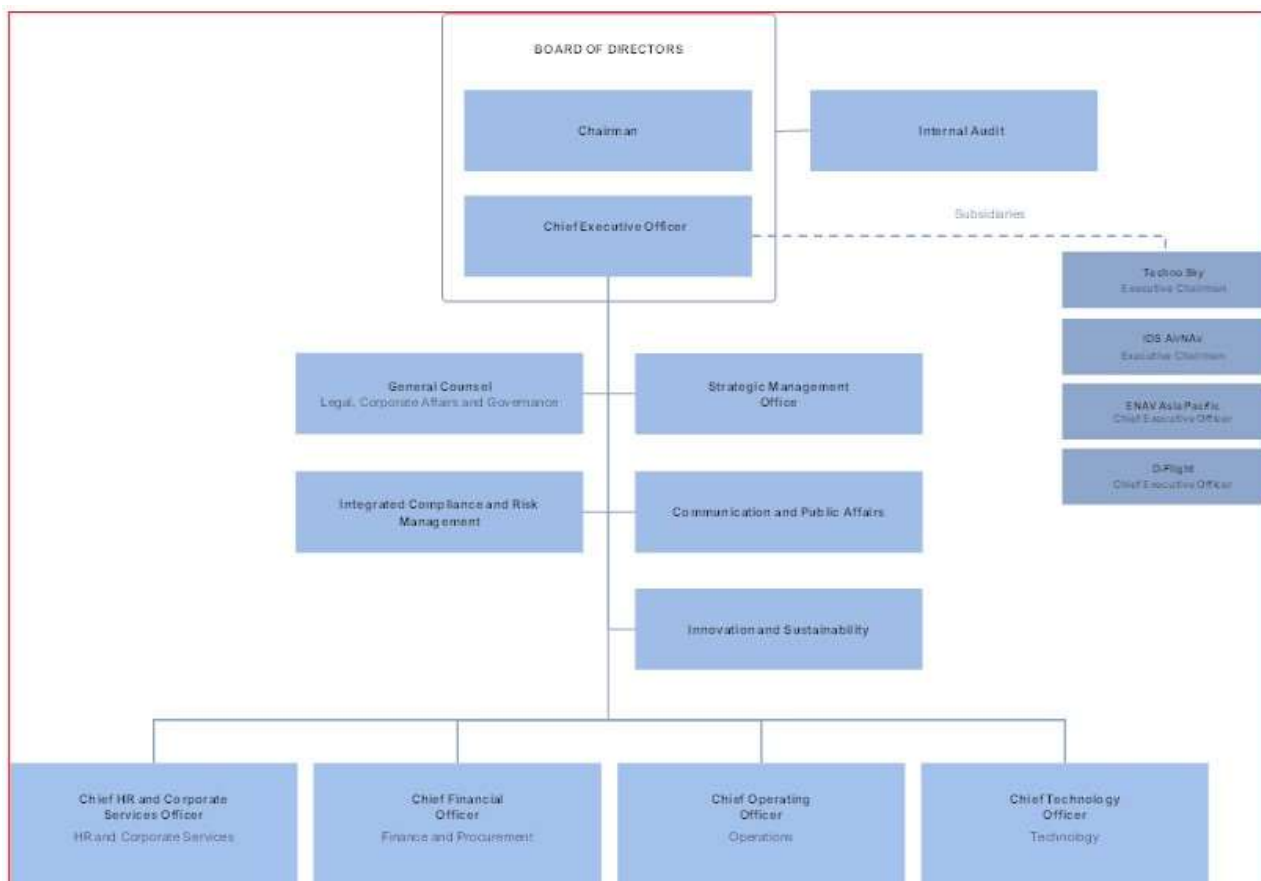 BOARD OF DIRECTORS
Chairman
Internal Audit
Chief Executive Officer
Subsidiaries
Techno Sky
Executive Chairman
IDS AirNav
Executive Chairman
ENAV Asia Pacific
Chief Executive Officer
D-Flight
Chief Executive Officer
General Counsel
Legal, Corporate Affairs and Governance
Strategic Management
Office
Integrated Compliance and Risk
Management
Communication and Public Affairs
Innovation and Sustainability
Chief HR and Corporate
Services Officer
HR and Corporate Services
Chief Financial
Officer
Finance and Procurement
Chief Operating
Officer
Operations
Chief Technology
Officer
Technology